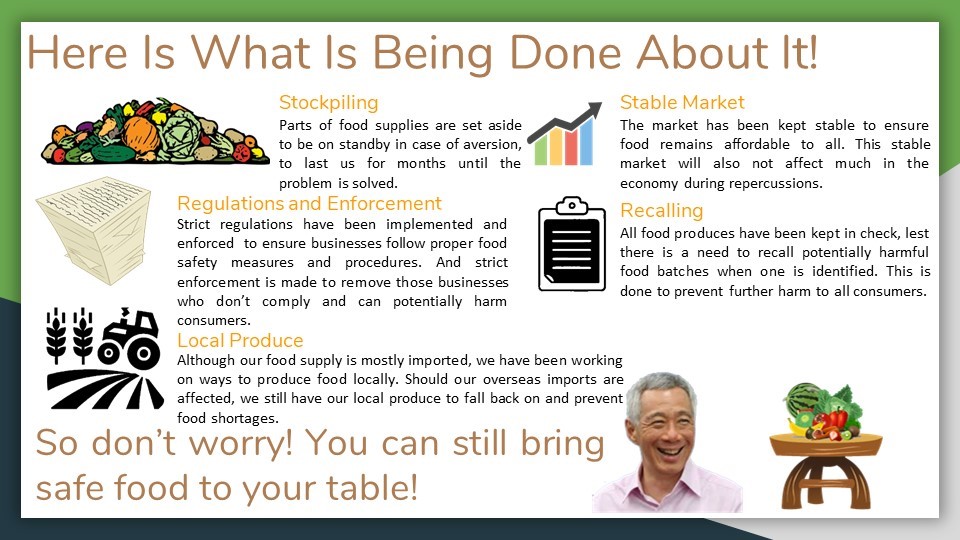 Here Is What Is Being Done About It!
Stockpiling
Parts of food supplies are set aside
to be on standby in case of aversion,
to last us for months until the
problem is solved.
Regulations and Enforcement
Strict regulations have been implemented and
enforced to ensure businesses follow proper food
safety measures and procedures. And strict
enforcement is made to remove those businesses
who don’t comply and can potentially harm
consumers.
Local Produce
Although our food supply is mostly imported, we have been working
on ways to produce food locally. Should our overseas imports are
affected, we still have our local produce to fall back on and prevent
food shortages.
Stable Market
The market has been kept stable to ensure
food remains affordable to all. This stable
market will also not affect much in the
economy during repercussions.
Recalling
All food produces have been kept in check, lest
there is a need to recall potentially harmful
food batches when one is identified. This is
done to prevent further harm to all consumers.
So don’t worry! You can still bring
safe food to your table!